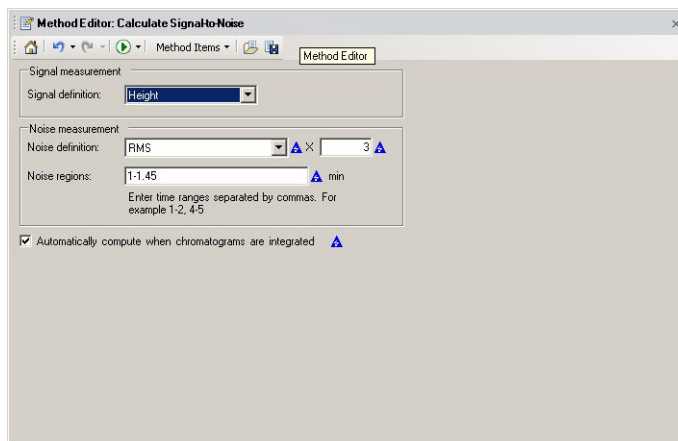 Method Editor: Calculate Signal-to-Noise
Method Items
Method Editor
Signal measurement
Signal definition: Height
Noise measurement
Noise definition: RMS × 3
Noise regions: 1-1.45 min
Enter time ranges separated by commas. For
example 1-2, 4-5
Automatically compute when chromatograms are integrated